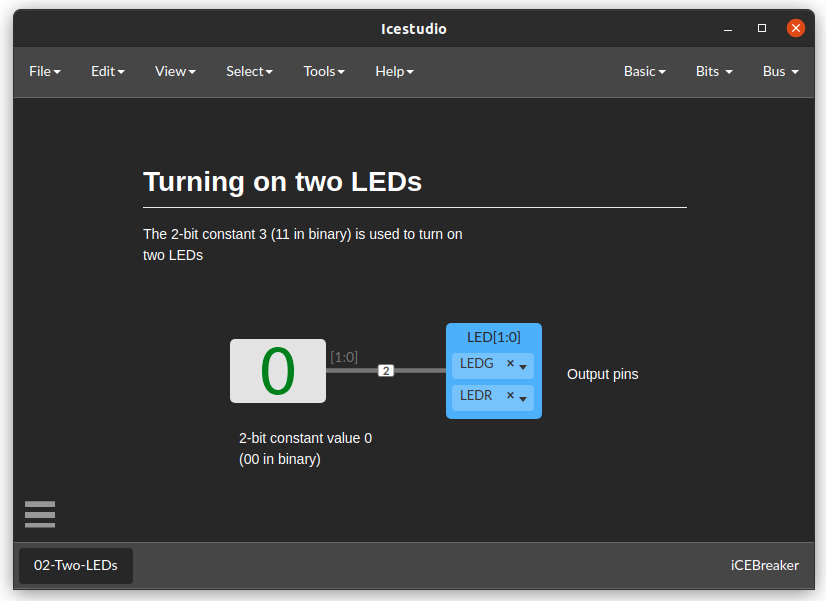 Icestudio
File Edit View Select Tools Help Basic Bits Bus
Turning on two LEDs
The 2-bit constant 3 (11 in binary) is used to turn on
two LEDs
LED[1:0]
0 [1:0] 2
LEDG ×
LEDR ×
Output pins
2-bit constant value 0
(00 in binary)
02-Two-LEDs
iCEBreaker